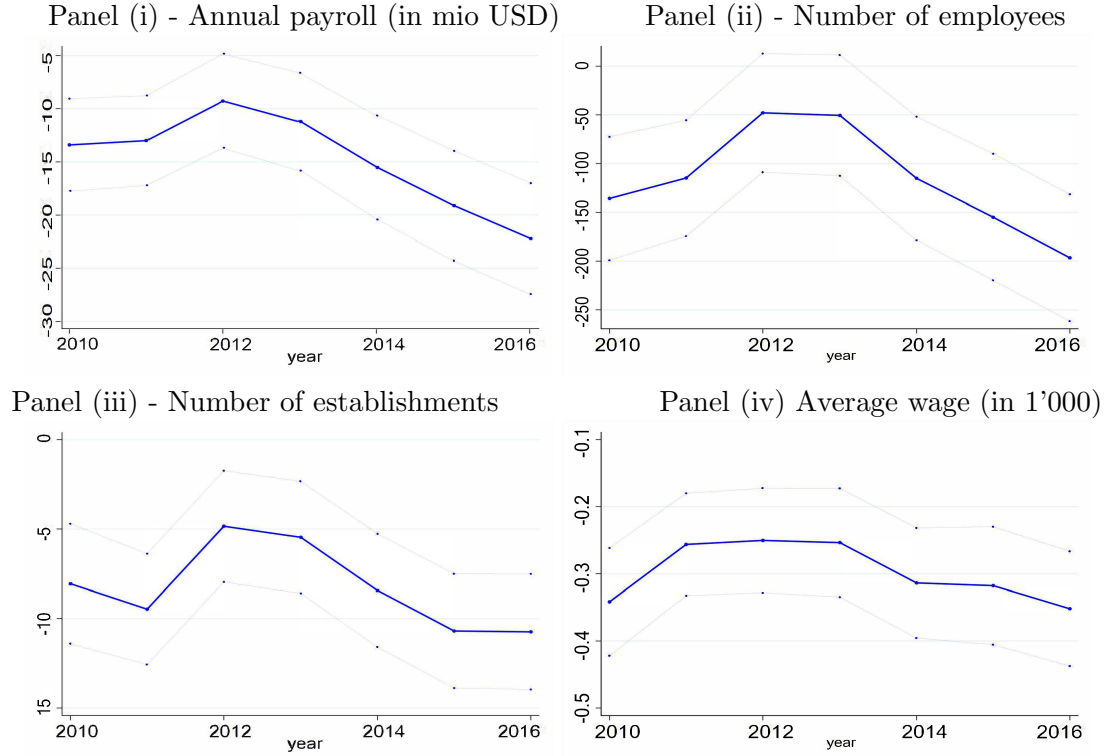 Panel (i) - Annual payroll (in mio USD)
-5
-10
-15
-20
-25
-30
2010 2012 2014 2016
year
Panel (ii) - Number of employees
0
-50
-100
-150
-200
-250
2010 2012 2014 2016
year
Panel (iii) - Number of establishments
0
-5
-10
15
2010 2012 2014 2016
year
Panel (iv) Average wage (in 1'000)
-0.1
-0.2
-0.3
-0.4
-0.5
2010 2012 2014 2016
year